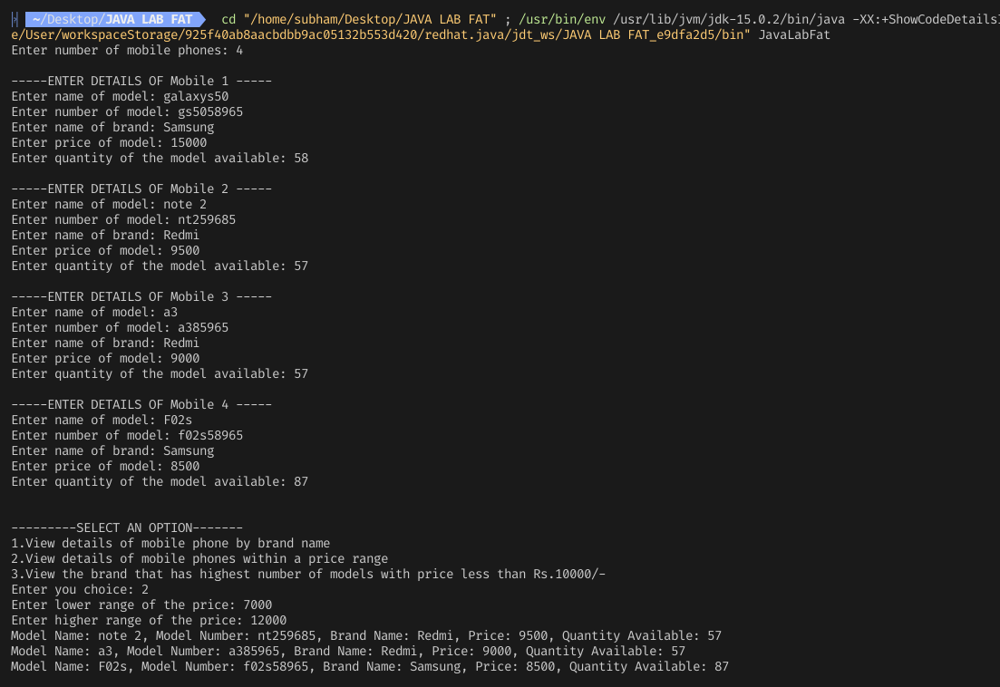 ~/Desktop/JAVA LAB FAT cd "/home/subham/Desktop/JAVA LAB FAT" ; /usr/bin/env /usr/lib/jvm/jdk-15.0.2/bin/java -XX:+ShowCodeDetailsI
e/User/workspaceStorage/925f40ab8aacbdbb9ac05132b553d420/redhat.java/jdt_ws/JAVA LAB FAT_e9dfa2d5/bin" JavaLabFat
Enter number of mobile phones: 4
-----ENTER DETAILS OF Mobile 1 -----
Enter name of model: galaxys50
Enter number of model: gs5058965
Enter name of brand: Samsung
Enter price of model: 15000
Enter quantity of the model available: 58
-----ENTER DETAILS OF Mobile 2 -----
Enter name of model: note 2
Enter number of model: nt259685
Enter name of brand: Redmi
Enter price of model: 9500
Enter quantity of the model available: 57
-----ENTER DETAILS OF Mobile 3 -----
Enter name of model: a3
Enter number of model: a385965
Enter name of brand: Redmi
Enter price of model: 9000
Enter quantity of the model available: 57
-----ENTER DETAILS OF Mobile 4 -----
Enter name of model: F02s
Enter number of model: f02s58965
Enter name of brand: Samsung
Enter price of model: 8500
Enter quantity of the model available: 87
---------SELECT AN OPTION-------
1.View details of mobile phone by brand name
2.View details of mobile phones within a price range
3.View the brand that has highest number of models with price less than Rs.10000/-
Enter you choice: 2
Enter lower range of the price: 7000
Enter higher range of the price: 12000
Model Name: note 2, Model Number: nt259685, Brand Name: Redmi, Price: 9500, Quantity Available: 57
Model Name: a3, Model Number: a385965, Brand Name: Redmi, Price: 9000, Quantity Available: 57
Model Name: F02s, Model Number: f02s58965, Brand Name: Samsung, Price: 8500, Quantity Available: 87